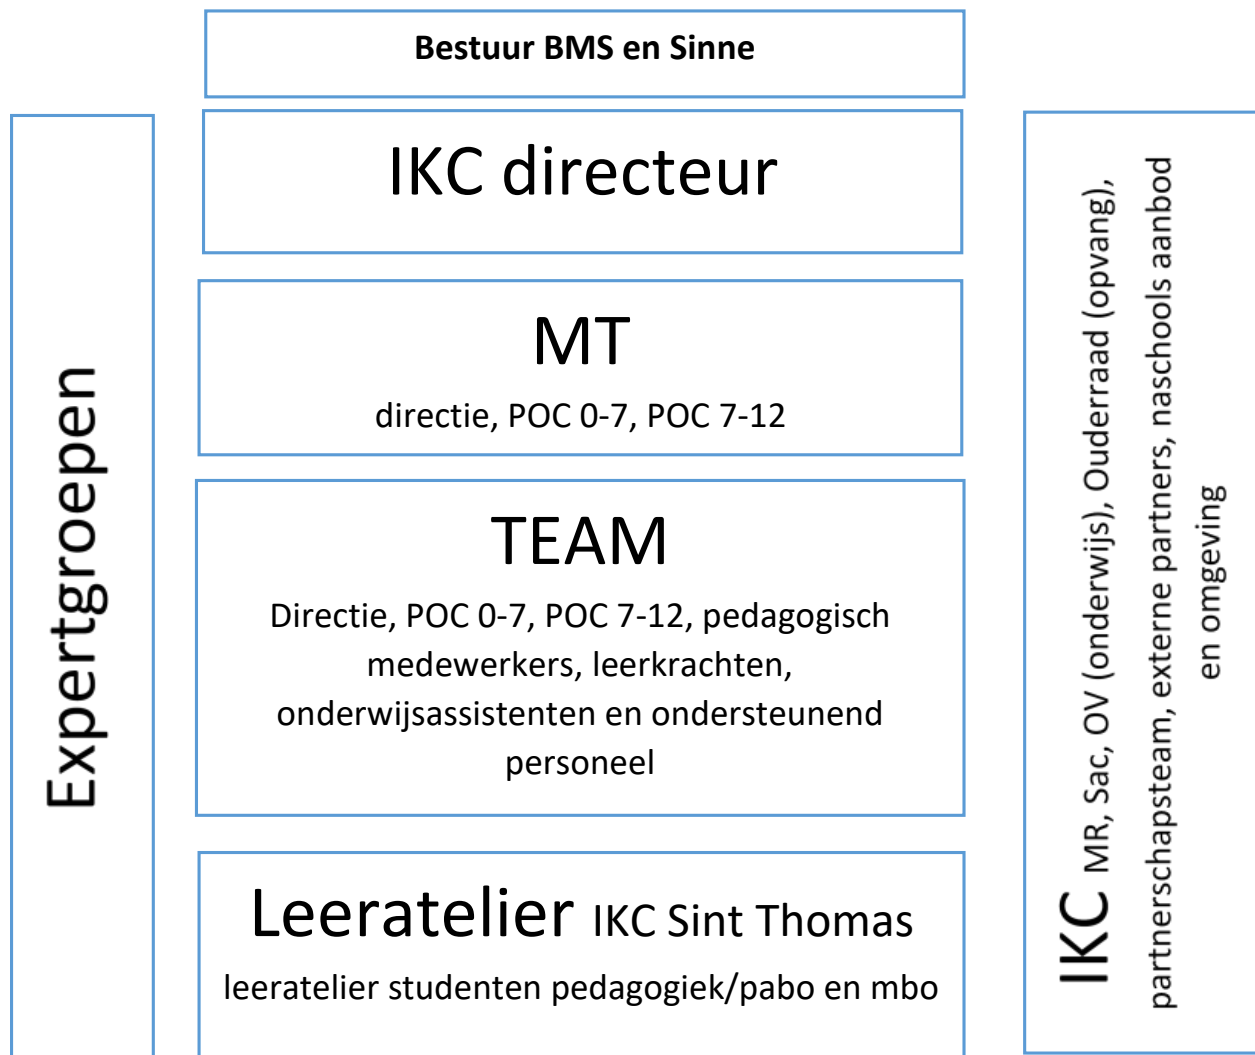 Bestuur BMS en Sinne
Expertgroepen
IKC directeur
MT
directie, POC 0-7, POC 7-12
TEAM
Directie, POC 0-7, POC 7-12, pedagogisch
medewerkers, leerkrachten,
onderwijsassistenten en ondersteunend
personeel
Leeratelier IKC Sint Thomas
leeratelier studenten pedagogiek/pabo en mbo
IKC MR, Sac, OV (onderwijs), Ouderraad (opvang),
partnerschapsteam, externe partners, naschools aanbod
en omgeving